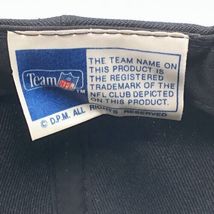 THE TEAM NAME ON
THIS PRODUCT IS
THE REGISTERED
TRADEMARK OF THE
NFL CLUB DEPICTED
ON THIS PRODUCT.
Team NFL
™
© D.P.M. ALL RIGHTS RESERVED